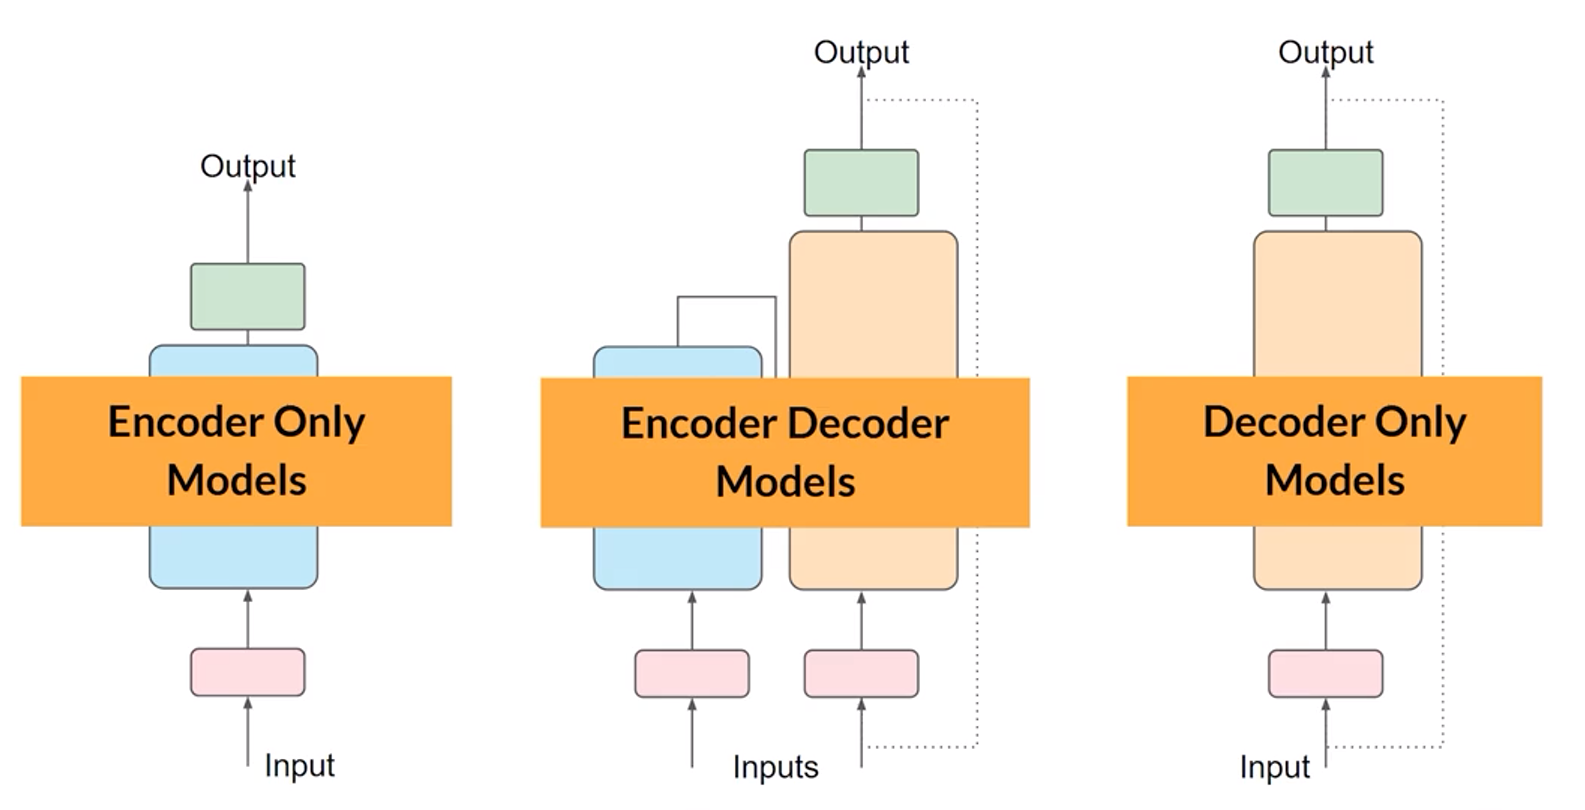 Output
Encoder Only
Models
Input
Output
Encoder Decoder
Models
Inputs
Output
Decoder Only
Models
Input